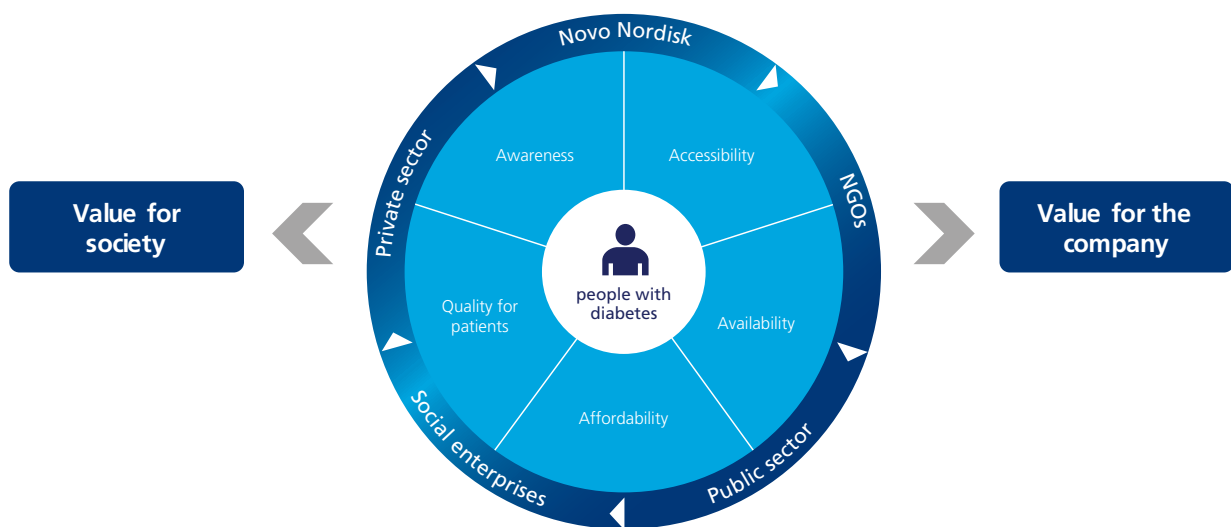 Novo Nordisk
Private sector
NGOs
Awareness
Accessibility
Value for
society
Value for the
company
people with
diabetes
Quality for
patients
Availability
Affordability
Social enterprises
Public sector